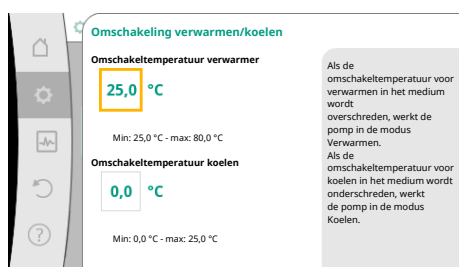 Omschakeling verwarmen/koelen
Omschakeltemperatuur verwarmer
25,0 °C
Min: 25,0 °C - max: 80,0 °C
Omschakeltemperatuur koelen
0,0 °C
Min: 0,0 °C - max: 25,0 °C
Als de
omschakeltemperatuur voor
verwarmen in het medium
wordt
overschreden, werkt de
pomp in de modus
Verwarmen.
Als de
omschakeltemperatuur voor
koelen in het medium wordt
onderschreden, werkt
de pomp in de modus
Koelen.